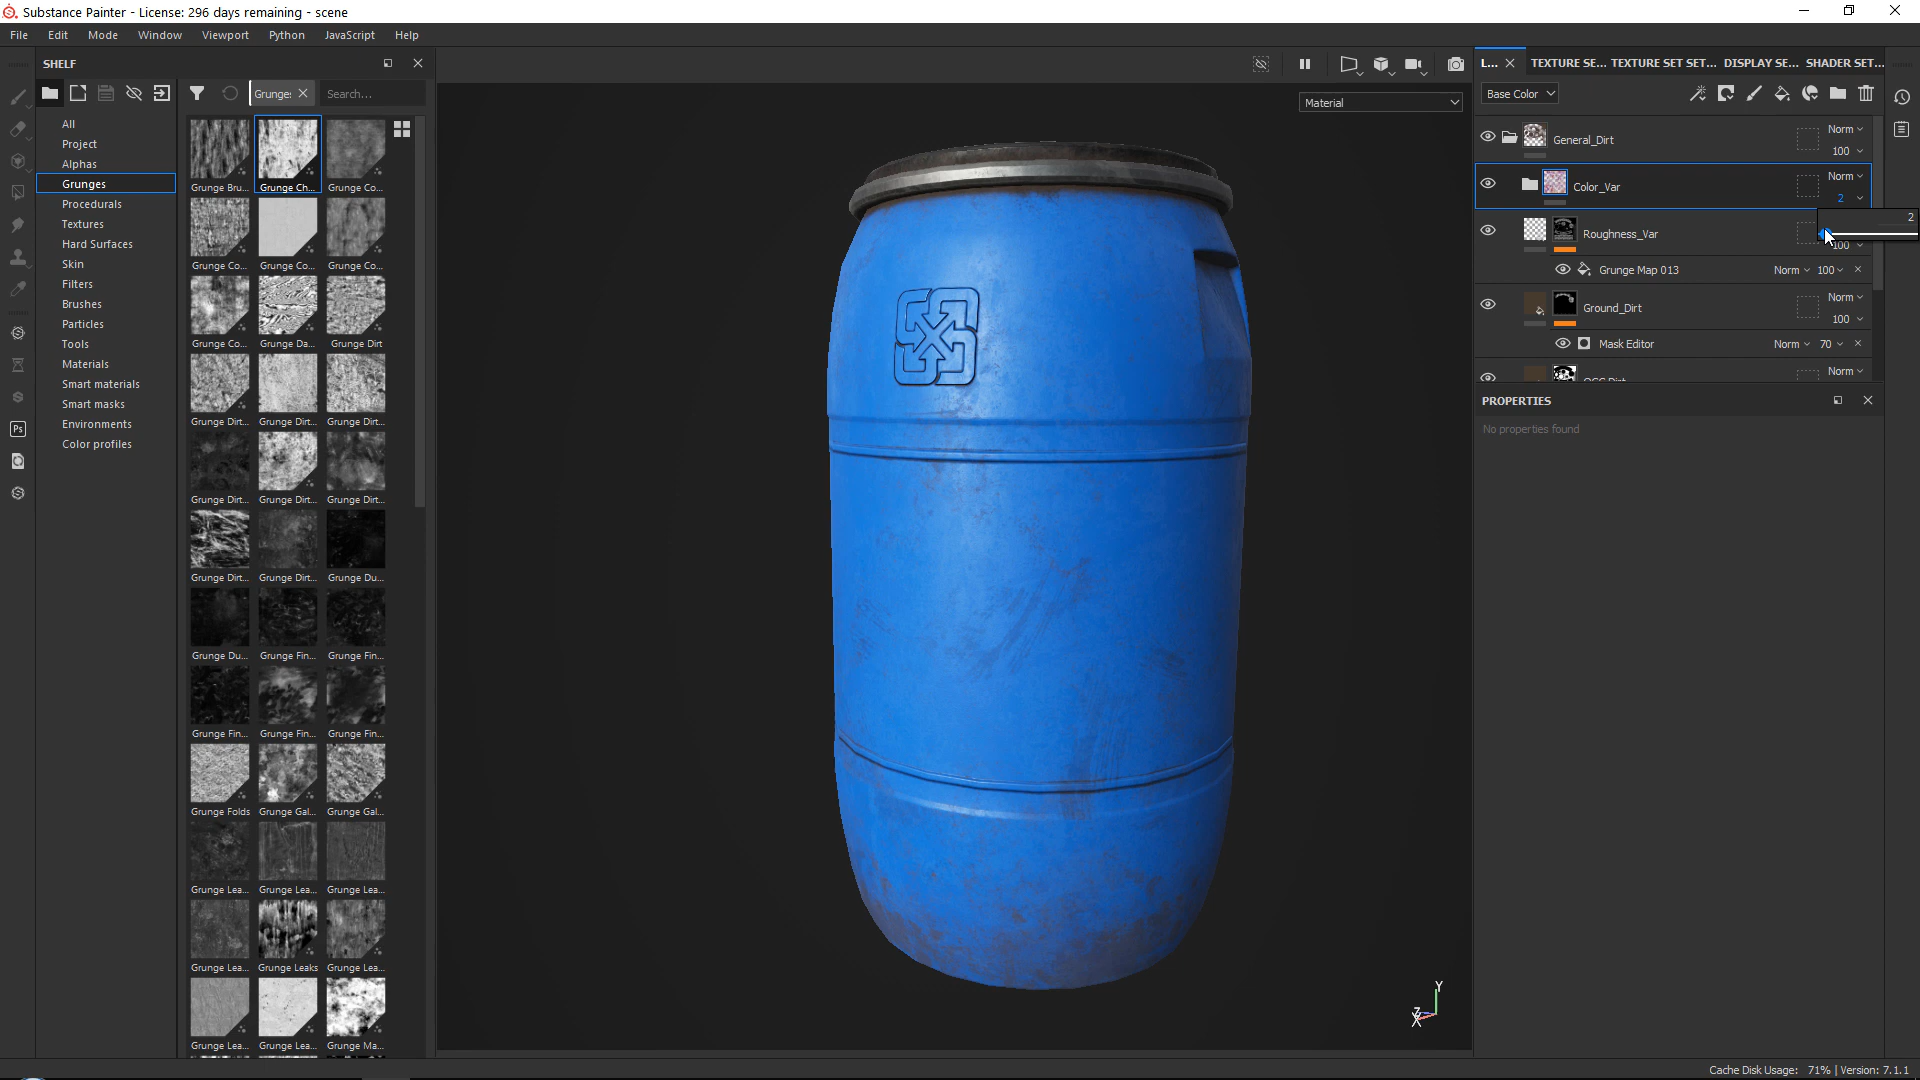 Substance Painter - License: 296 days remaining - scene
File Edit Mode Window Viewport Python JavaScript Help
SHELF
Grunge:
Search...
All
Project
Alphas
Grunges
Procedurals
Textures
Hard Surfaces
Skin
Filters
Brushes
Particles
Tools
Materials
Smart materials
Smart masks
Environments
Color profiles
Grunge Bru... Grunge Ch... Grunge Co...
Grunge Co... Grunge Co... Grunge Co...
Grunge Co... Grunge Da... Grunge Dirt
Grunge Dirt... Grunge Dirt... Grunge Dirt...
Grunge Dirt... Grunge Dirt... Grunge Dirt...
Grunge Dirt... Grunge Dirt... Grunge Du...
Grunge Du... Grunge Fin... Grunge Fin...
Grunge Fin... Grunge Fin... Grunge Fin...
Grunge Folds Grunge Gal... Grunge Gal...
Grunge Lea... Grunge Lea... Grunge Lea...
Grunge Lea... Grunge Leaks Grunge Lea...
Grunge Lea... Grunge Lea... Grunge Ma...
Ps
Material
Y
Z
X
L... TEXTURE SE... TEXTURE SET SET... DISPLAY SE... SHADER SET...
Base Color
General_Dirt Norm
100
Color_Var Norm
2
2
Roughness_Var
100
Grunge Map 013 Norm 100
Ground_Dirt Norm
100
Mask Editor Norm 70
Norm
PROPERTIES
No properties found
Cache Disk Usage: 71% | Version: 7.1.1